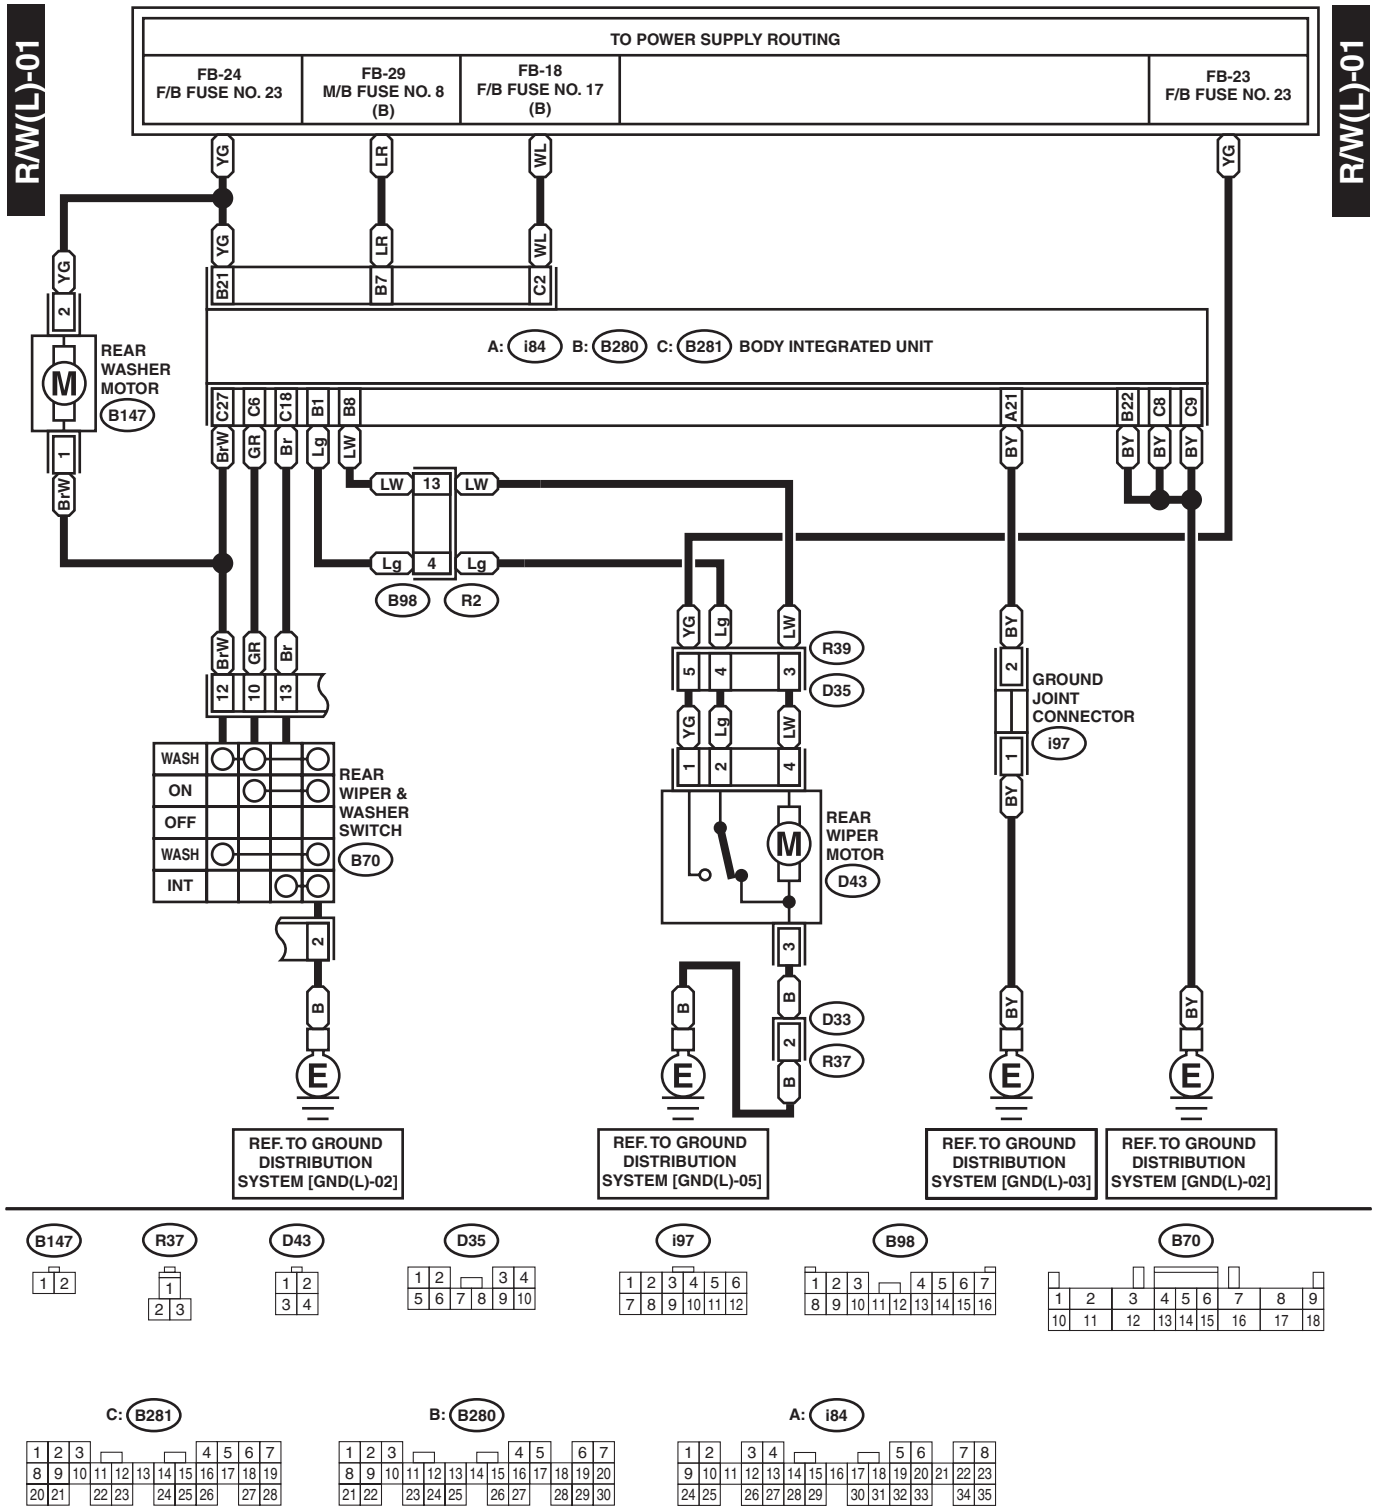 R/W(L)-01
R/W(L)-01
TO POWER SUPPLY ROUTING
FB-24
F/B FUSE NO. 23
FB-29
M/B FUSE NO. 8
(B)
FB-18
F/B FUSE NO. 17
(B)
FB-23
F/B FUSE NO. 23
YG
LR
WL
YG
YG
LR
WL
YG
B21
B7
C2
2
A: i84 B: B280 C: B281 BODY INTEGRATED UNIT
REAR
WASHER
MOTOR
B147
M
1
BrW
C27
C6
C18
B1
B8
A21
B22
C8
C9
BrW
GR
Br
Lg
LW
BY
BY
BY
BY
LW 13 LW
Lg 4 Lg
B98
R2
BrW
GR
Br
YG
Lg
LW
R39
BY
12
10
13
5
4
3
D35
2
GROUND
JOINT
CONNECTOR
i97
1
BY
YG
Lg
LW
1
2
4
WASH
ON
OFF
WASH
INT
REAR
WIPER &
WASHER
SWITCH
B70
M
REAR
WIPER
MOTOR
D43
2
3
B
B
B
D33
2
R37
B
BY
BY
E
E
E
E
REF. TO GROUND
DISTRIBUTION
SYSTEM [GND(L)-02]
REF. TO GROUND
DISTRIBUTION
SYSTEM [GND(L)-05]
REF. TO GROUND
DISTRIBUTION
SYSTEM [GND(L)-03]
REF. TO GROUND
DISTRIBUTION
SYSTEM [GND(L)-02]
B147
1 2
R37
1
2 3
D43
1 2
3 4
D35
1 2 3 4
5 6 7 8 9 10
i97
1 2 3 4 5 6
7 8 9 10 11 12
B98
1 2 3 4 5 6 7
8 9 10 11 12 13 14 15 16
B70
1 2 3 4 5 6 7 8 9
10 11 12 13 14 15 16 17 18
C: B281
1 2 3 4 5 6 7
8 9 10 11 12 13 14 15 16 17 18 19
20 21 22 23 24 25 26 27 28
B: B280
1 2 3 4 5 6 7
8 9 10 11 12 13 14 15 16 17 18 19 20
21 22 23 24 25 26 27 28 29 30
A: i84
1 2 3 4 5 6 7 8
9 10 11 12 13 14 15 16 17 18 19 20 21 22 23
24 25 26 27 28 29 30 31 32 33 34 35